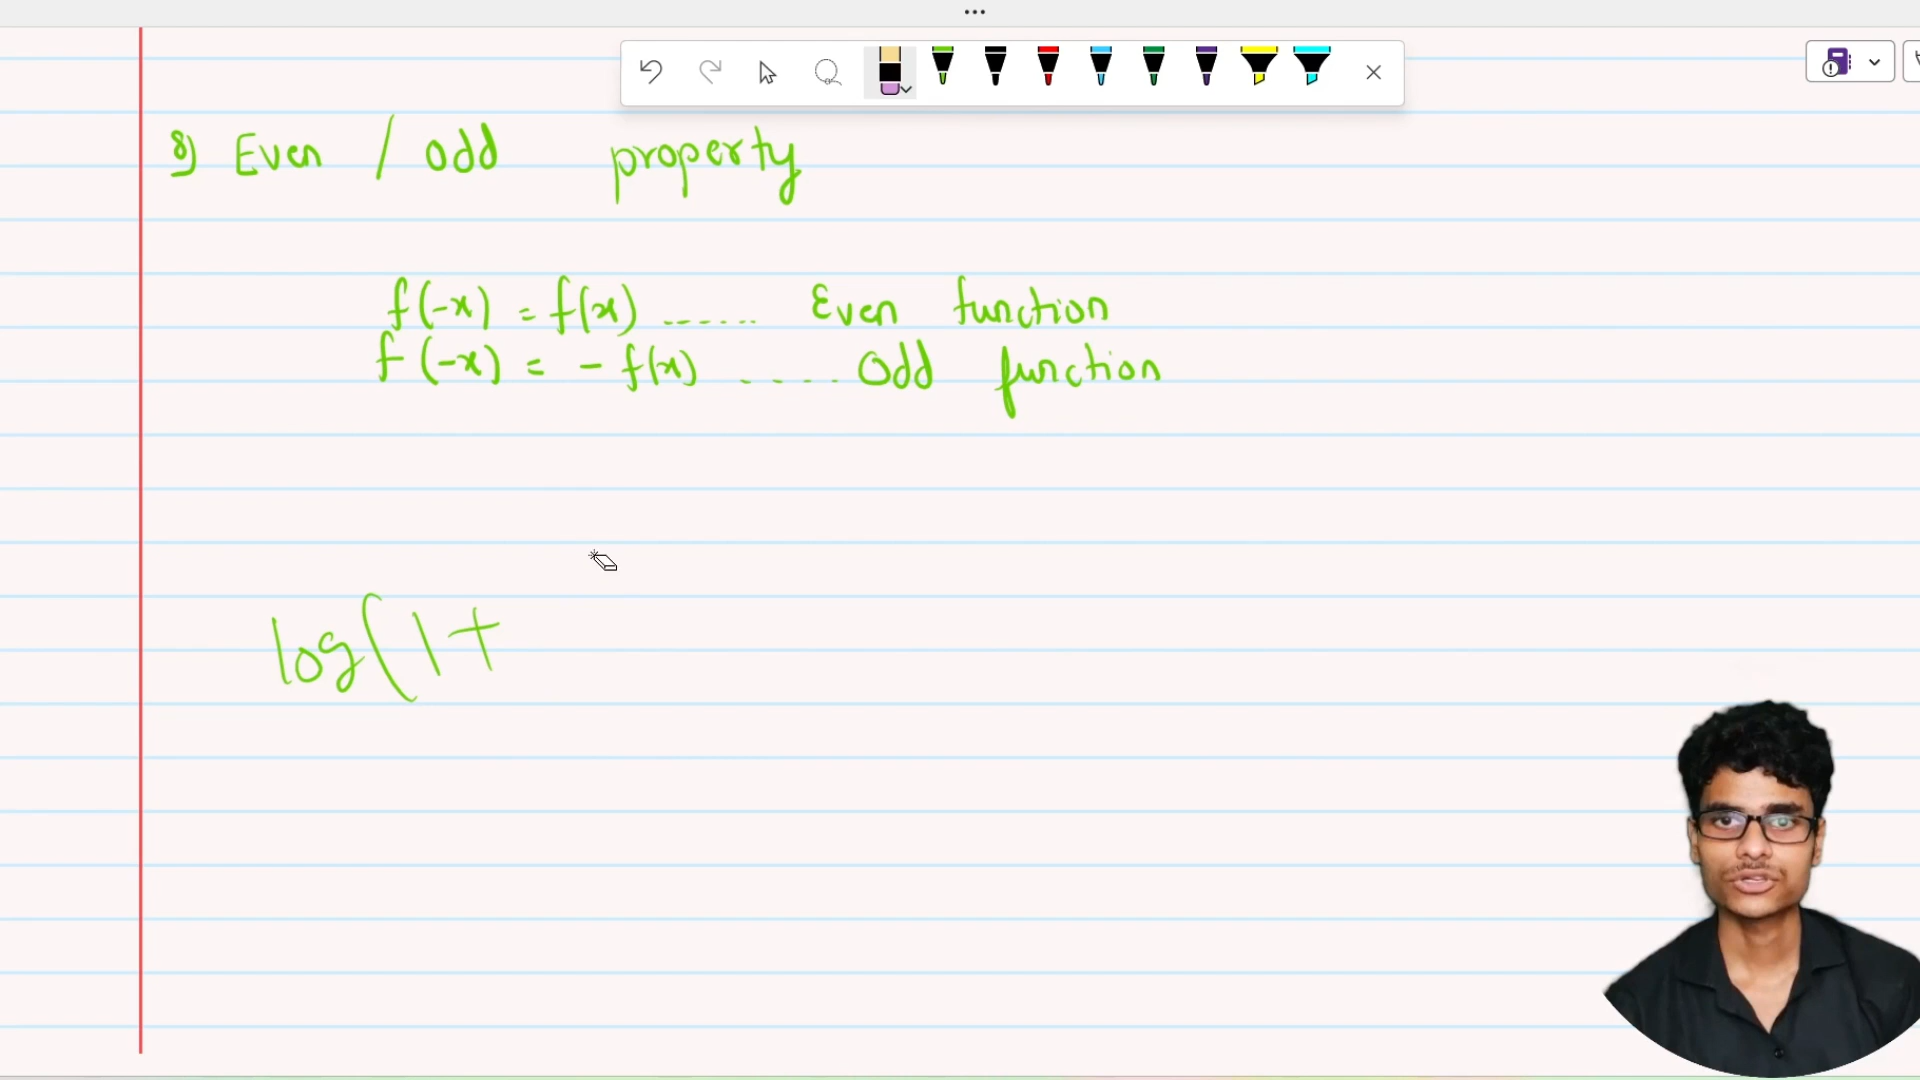 8) Even / odd property
f(-x) = f(x) ...... Even function
f(-x) = - f(x) ..... Odd function
log(1+